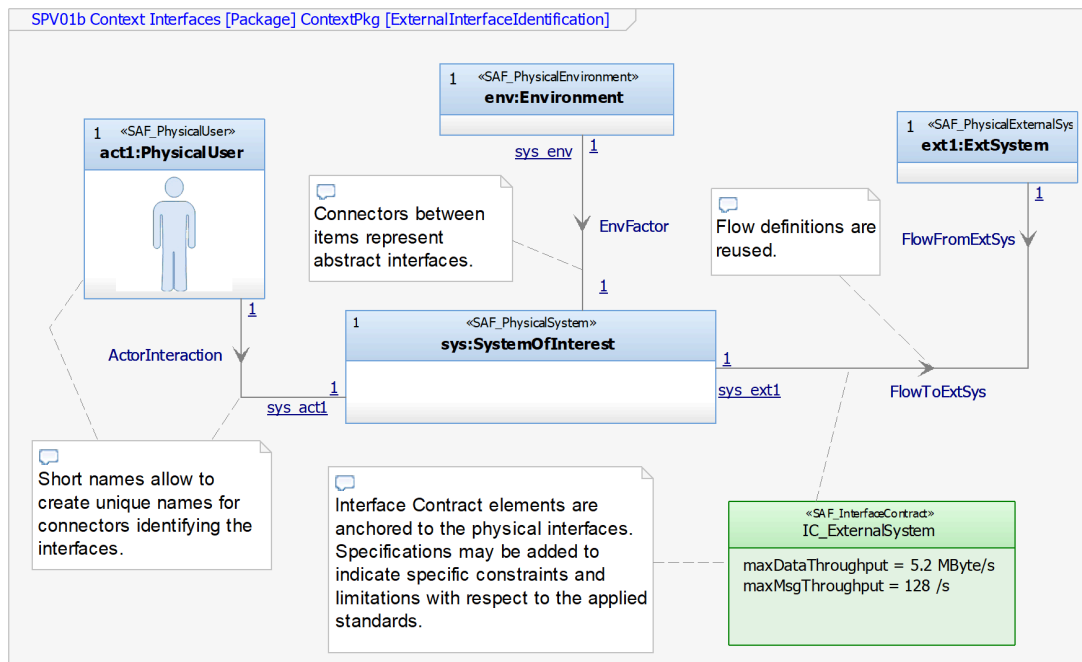 SPV01b Context Interfaces [Package] ContextPkg [ExternalInterfaceIdentification]
1 «SAF_PhysicalEnvironment»
env:Environment
1 «SAF_PhysicalUser»
act1:PhysicalUser
1 «SAF_PhysicalExternalSys
ext1:ExtSystem
sys_env 1
1
Connectors between
items represent
abstract interfaces.
EnvFactor
Flow definitions are
reused.
FlowFromExtSys
1
1
ActorInteraction
1 «SAF_PhysicalSystem»
sys:SystemOfInterest
1
sys_act1
1
sys_ext1
FlowToExtSys
Short names allow to
create unique names for
connectors identifying the
interfaces.
Interface Contract elements are
anchored to the physical interfaces.
Specifications may be added to
indicate specific constraints and
limitations with respect to the applied
standards.
«SAF_InterfaceContract»
IC_ExternalSystem
maxDataThroughput = 5.2 MByte/s
maxMsgThroughput = 128 /s